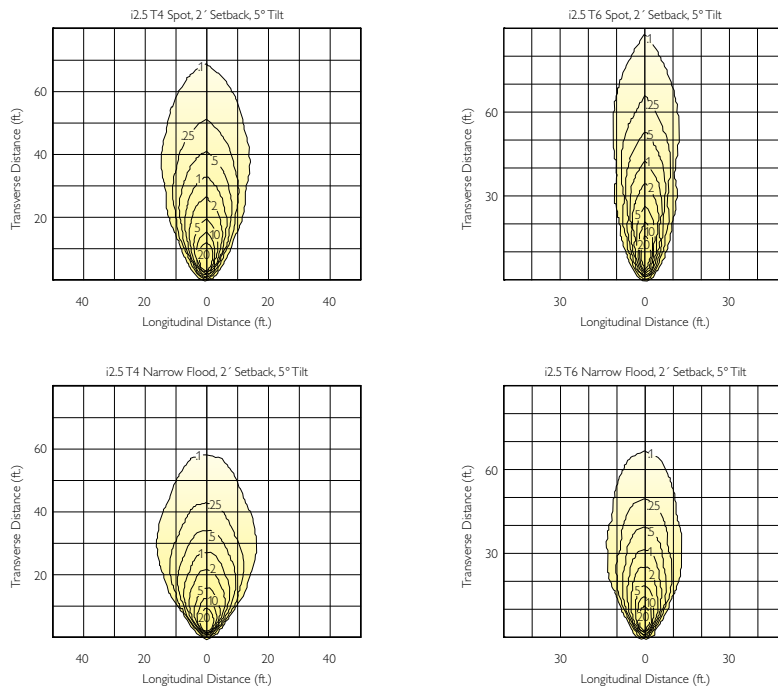 i2.5 T4 Spot, 2´ Setback, 5° Tilt
Transverse Distance (ft.)
60
40
20
.1
.25
.5
1
2
5
10
20
40 20 0 20 40
Longitudinal Distance (ft.)
i2.5 T6 Spot, 2´ Setback, 5° Tilt
Transverse Distance (ft.)
60
30
.1
.25
.5
1
2
5
10
20
30 0 30
Longitudinal Distance (ft.)
i2.5 T4 Narrow Flood, 2´ Setback, 5° Tilt
Transverse Distance (ft.)
60
40
20
.1
.25
.5
1
2
5
10
20
40 20 0 20 40
Longitudinal Distance (ft.)
i2.5 T6 Narrow Flood, 2´ Setback, 5° Tilt
Transverse Distance (ft.)
60
30
.1
.25
.5
1
2
5
10
20
30 0 30
Longitudinal Distance (ft.)